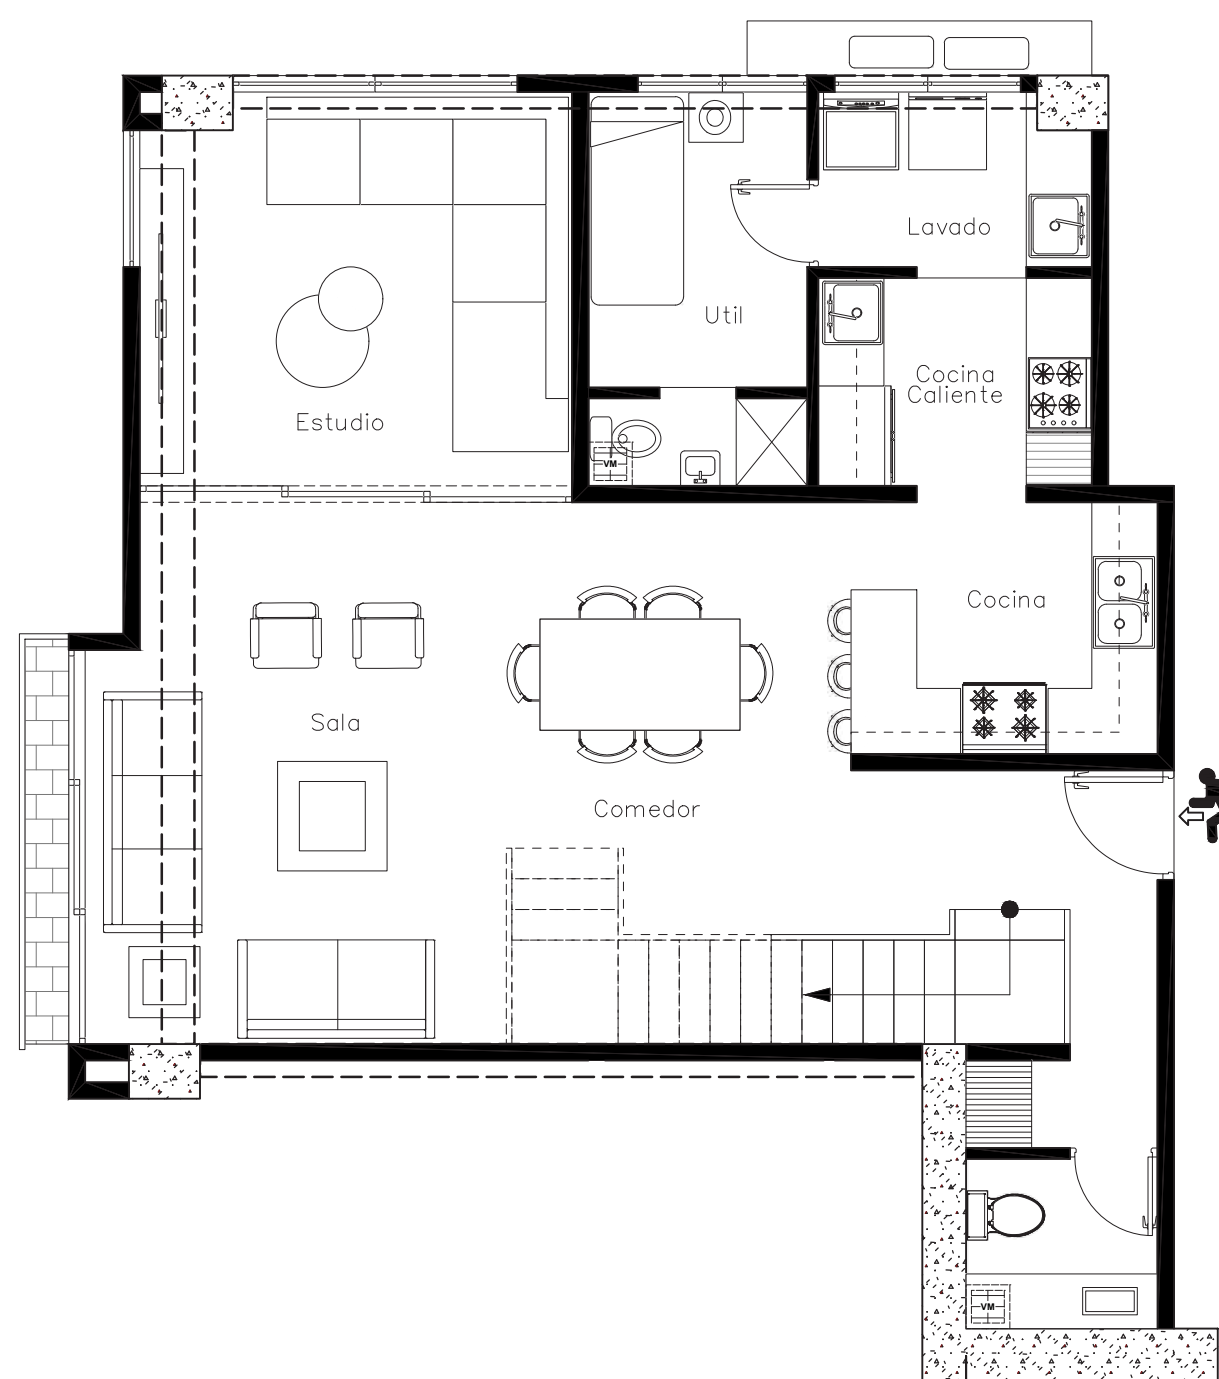 Lavado
Util
Cocina
Caliente
Estudio
VM
Cocina
Sala
Comedor
VM